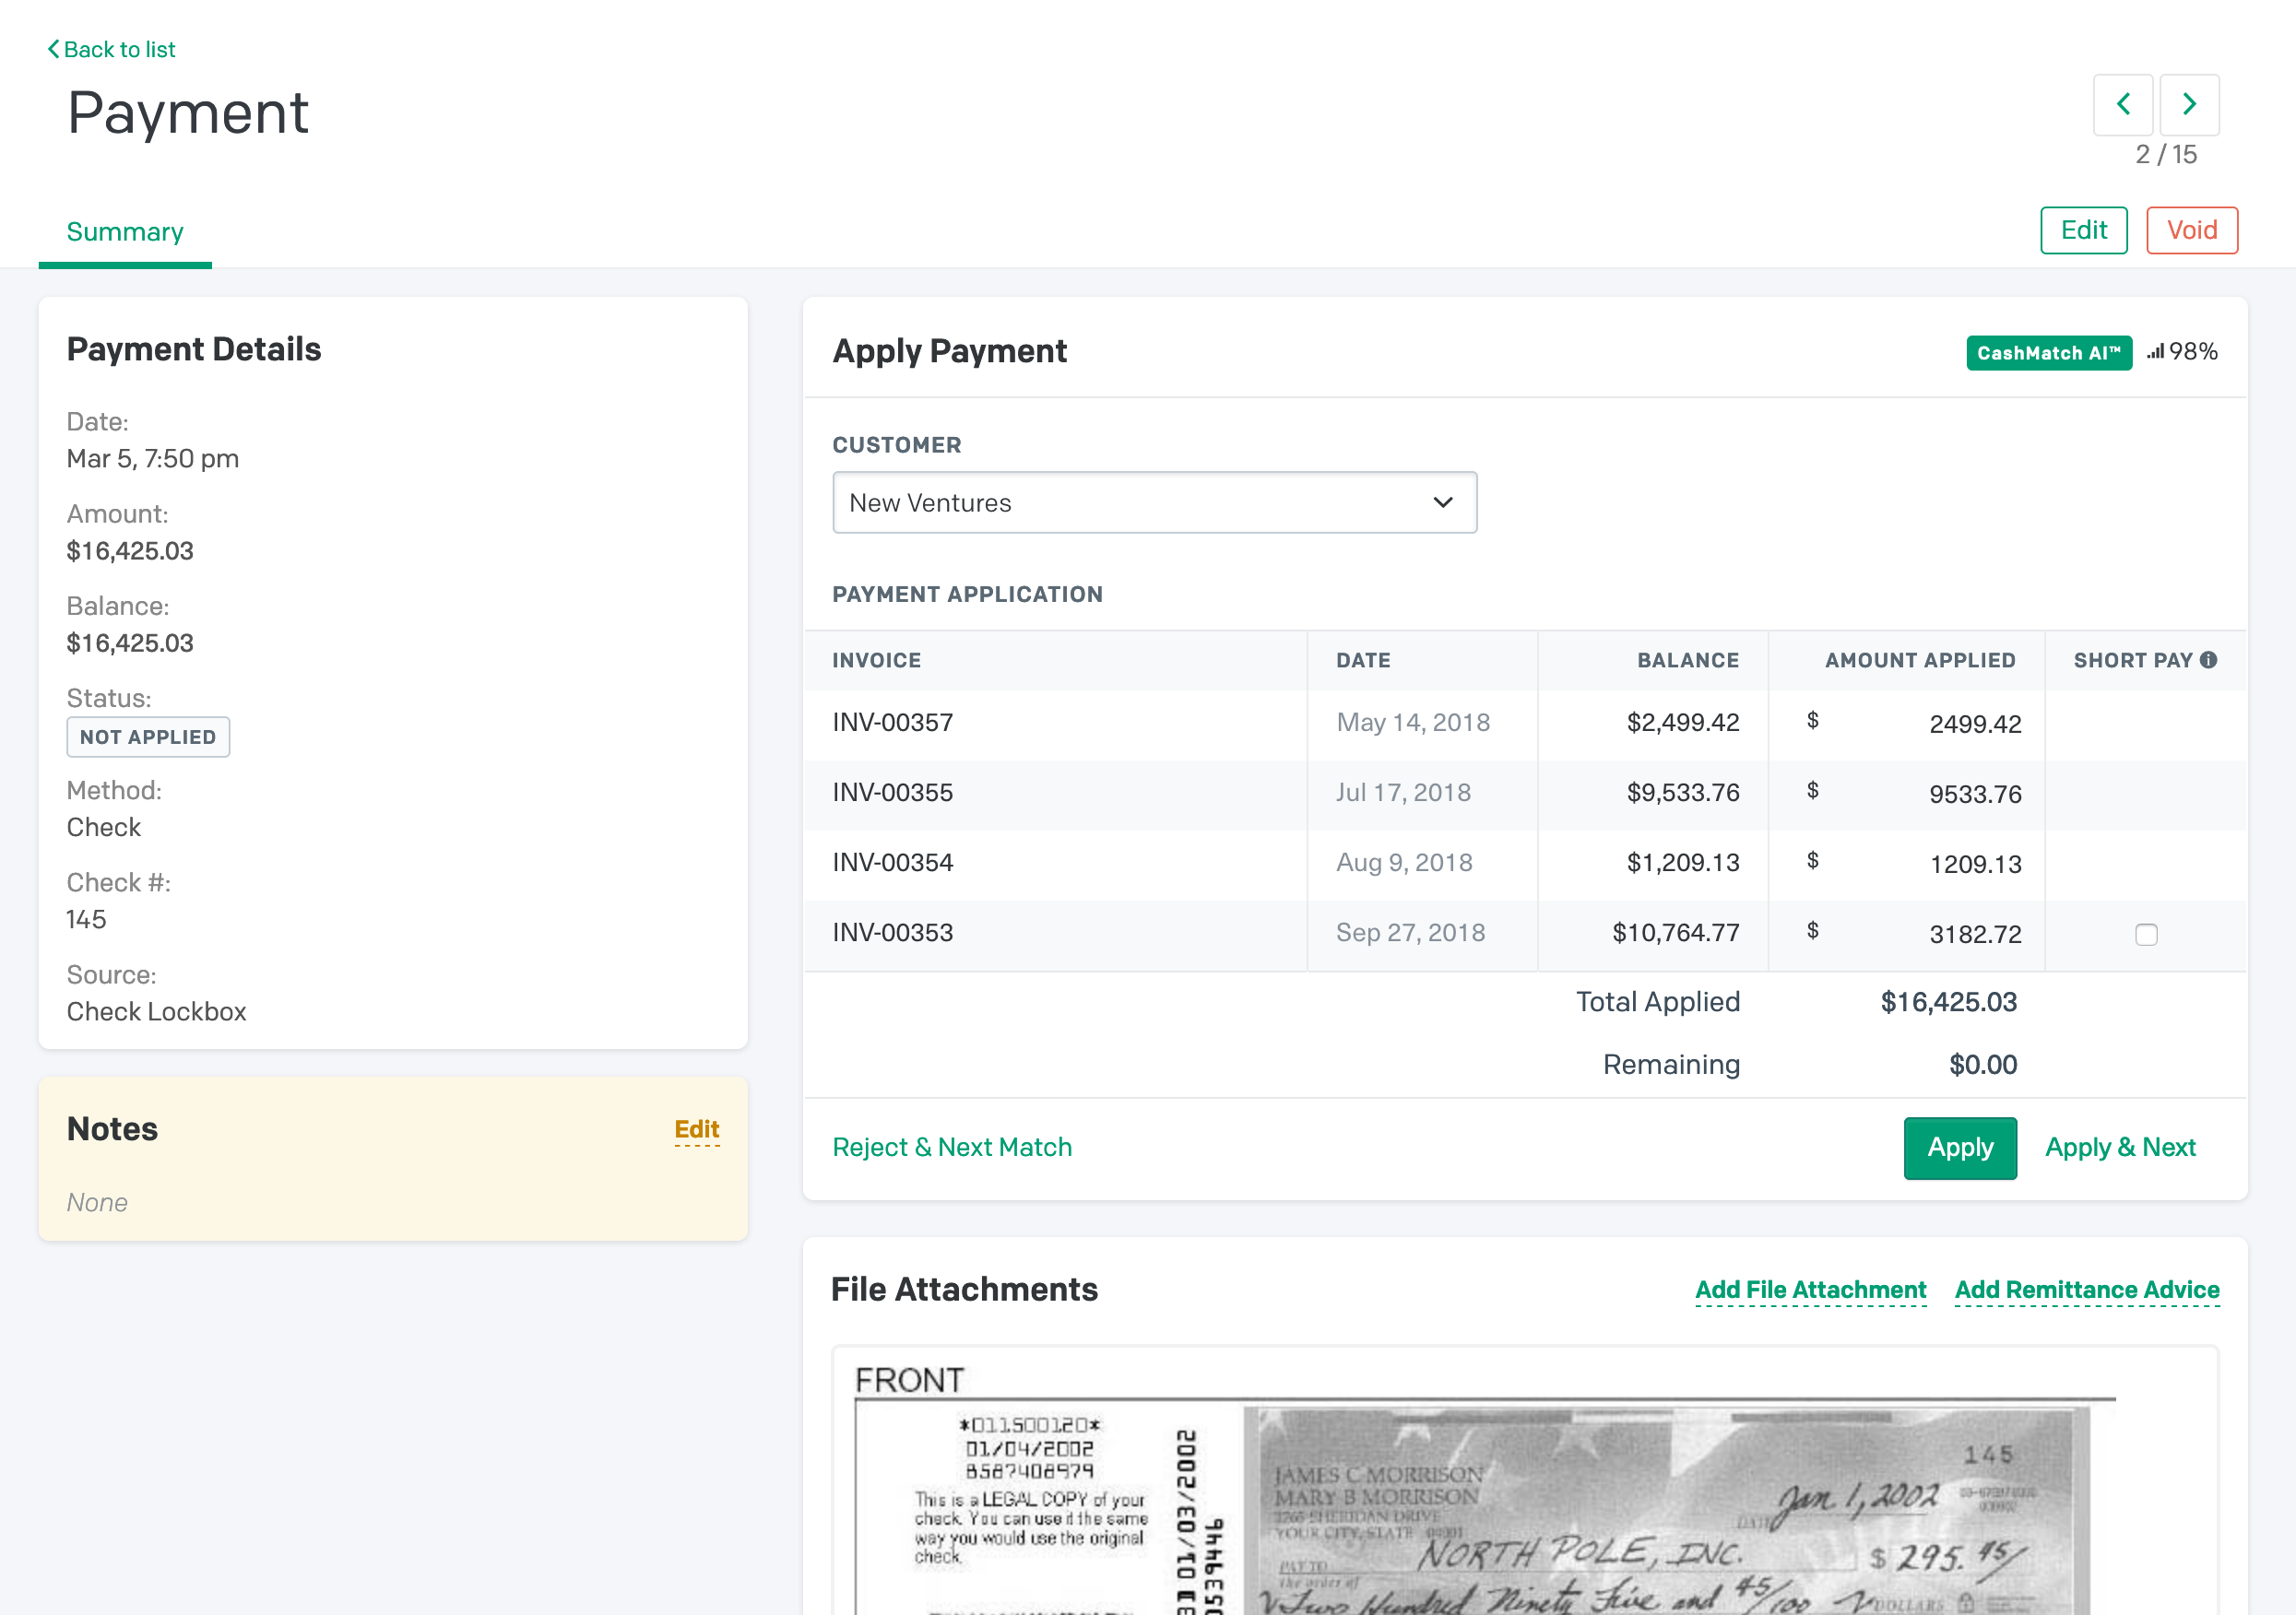 Back to list
Payment
2 / 15
Summary
Edit
Void
Payment Details
Date:
Mar 5, 7:50 pm
Amount:
$16,425.03
Balance:
$16,425.03
Status:
NOT APPLIED
Method:
Check
Check #:
145
Source:
Check Lockbox
Notes
Edit
None
Apply Payment
CashMatch AI™ 98%
CUSTOMER
New Ventures
PAYMENT APPLICATION
INVOICE DATE BALANCE AMOUNT APPLIED SHORT PAY
INV-00357 May 14, 2018 $2,499.42 $ 2499.42
INV-00355 Jul 17, 2018 $9,533.76 $ 9533.76
INV-00354 Aug 9, 2018 $1,209.13 $ 1209.13
INV-00353 Sep 27, 2018 $10,764.77 $ 3182.72
Total Applied $16,425.03
Remaining $0.00
Reject & Next Match
Apply
Apply & Next
File Attachments
Add File Attachment
Add Remittance Advice
FRONT
*011500120*
01/04/2002
8587408979
This is a LEGAL COPY of your
check. You can use it the same
way you would use the original
check.
01/03/2002
145
JAMES C MORRISON
MARY B MORRISON
SHERIDAN DRIVE
YOUR CITY, STATE
DATE Jan 1, 2002
PAY TO
the order of
NORTH POLE, INC.
$ 295.45/
Two Hundred Ninety Five and 45/100
DOLLARS